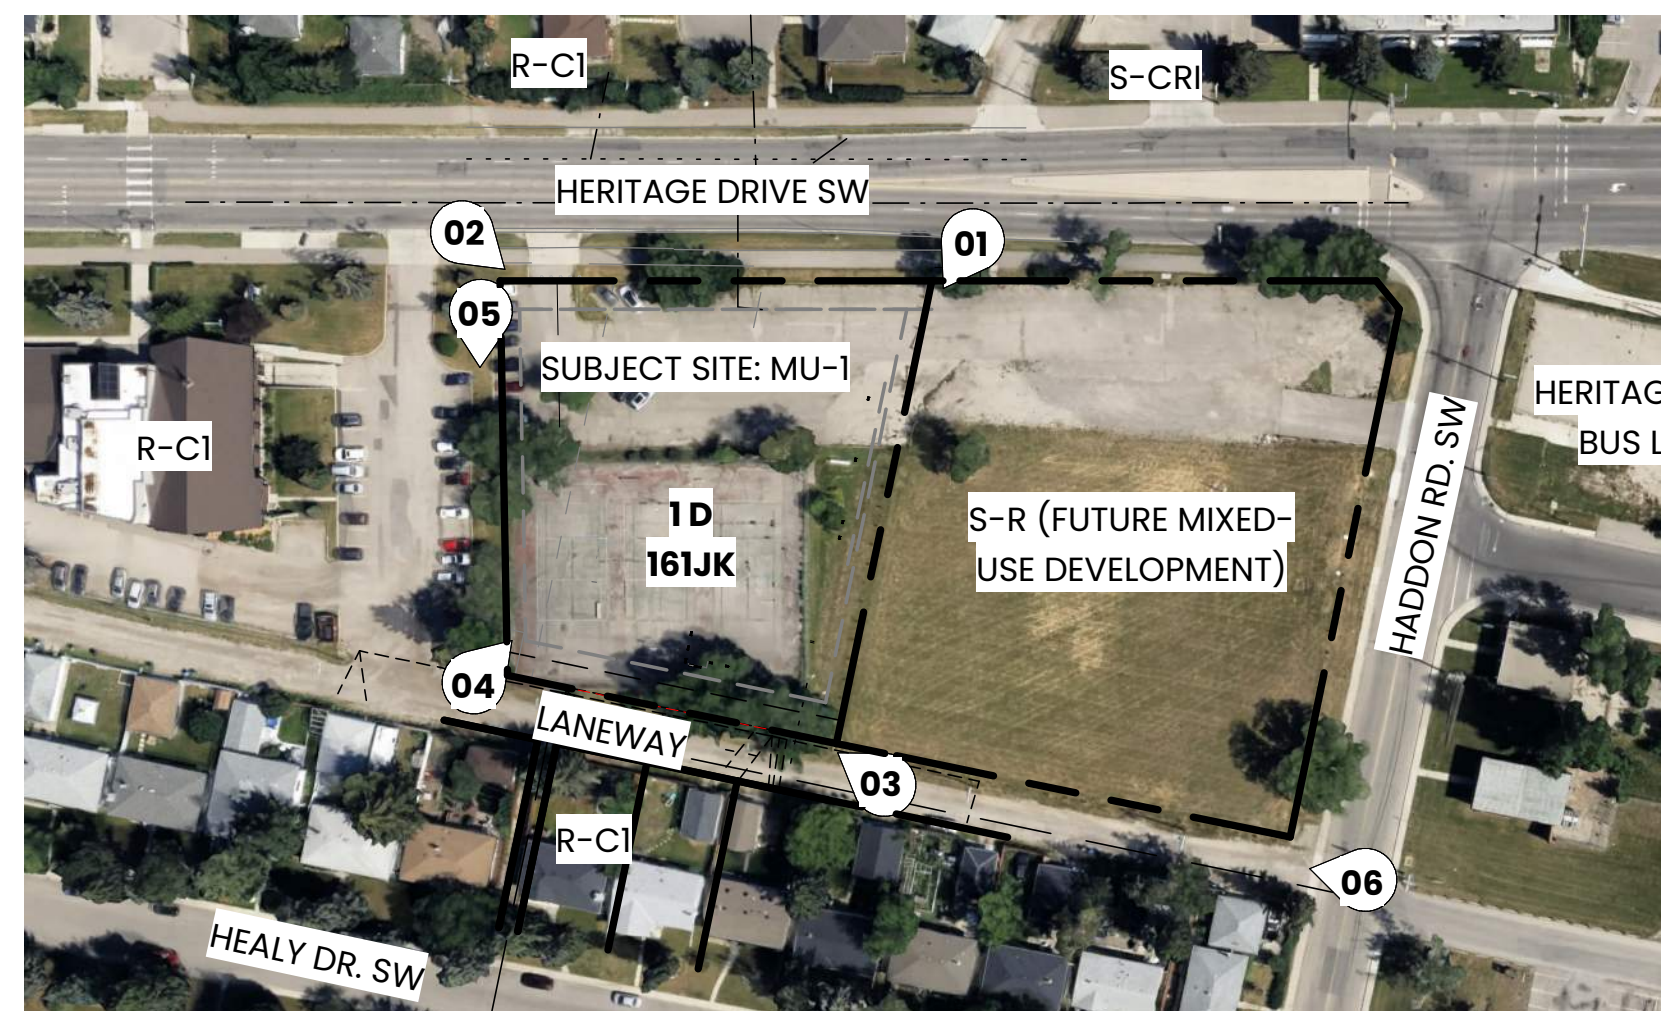 R-C1
S-CRI
HERITAGE DRIVE SW
02
01
05
SUBJECT SITE: MU-1
HERITAG
BUS L
R-C1
1 D
161JK
S-R (FUTURE MIXED-
USE DEVELOPMENT)
HADDON RD. SW
04
LANEWAY
03
R-C1
06
HEALY DR. SW